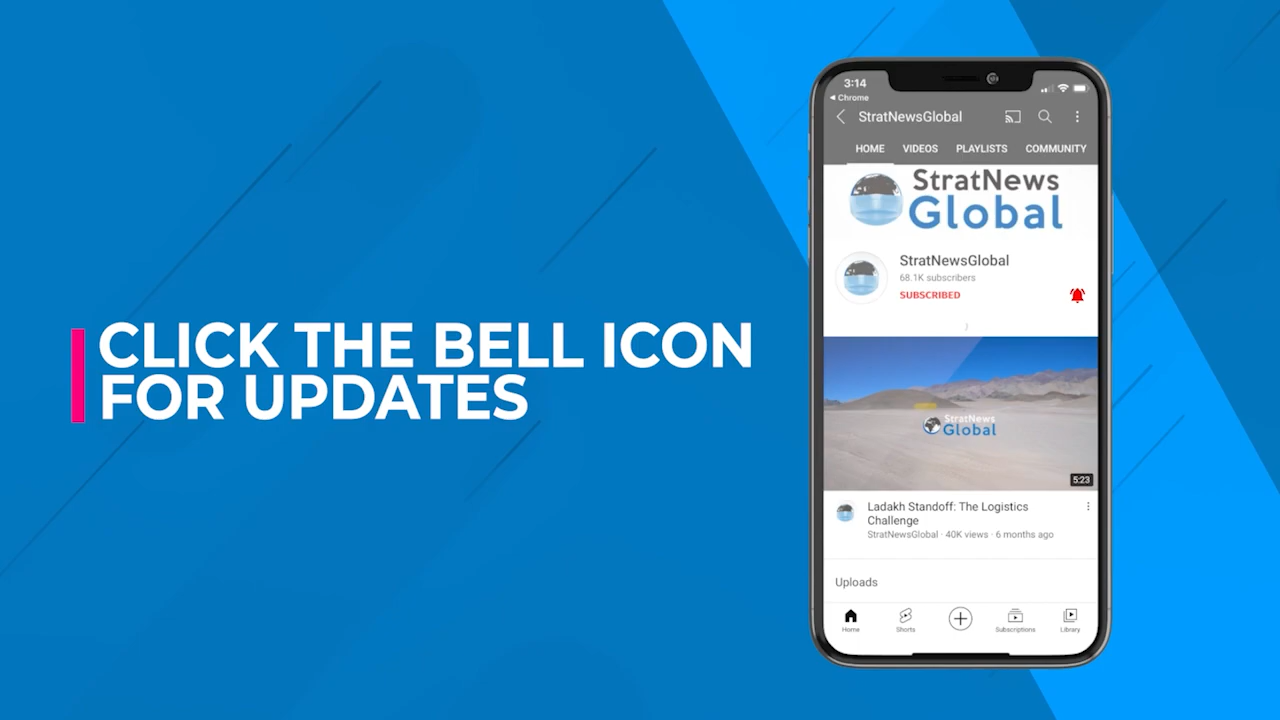 CLICK THE BELL ICON
FOR UPDATES
3:14
Chrome
StratNewsGlobal
HOME VIDEOS PLAYLISTS COMMUNITY
StratNews
Global
StratNewsGlobal
68.1K subscribers
SUBSCRIBED
StratNews
Global
5:23
Ladakh Standoff: The Logistics
Challenge
StratNewsGlobal · 40K views · 6 months ago
Uploads
Home Shorts Subscriptions Library